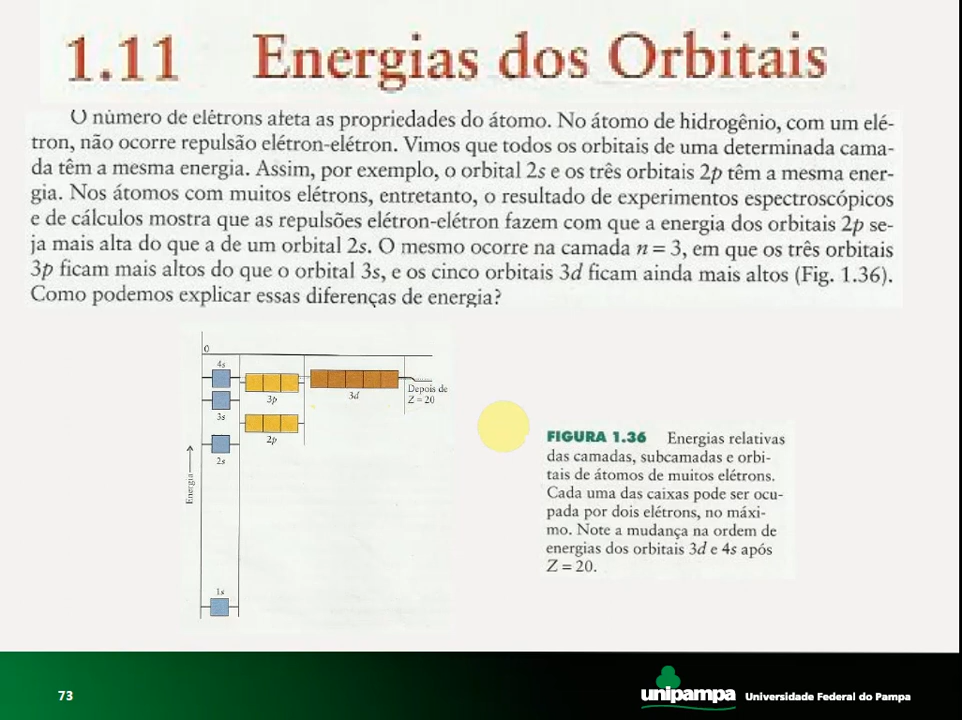 1.11 Energias dos Orbitais
O número de elétrons afeta as propriedades do átomo. No átomo de hidrogênio, com um elé-
tron, não ocorre repulsão elétron-elétron. Vimos que todos os orbitais de uma determinada cama-
da têm a mesma energia. Assim, por exemplo, o orbital 2s e os três orbitais 2p têm a mesma ener-
gia. Nos átomos com muitos elétrons, entretanto, o resultado de experimentos espectroscópicos
e de cálculos mostra que as repulsões elétron-elétron fazem com que a energia dos orbitais 2p se-
ja mais alta do que a de um orbital 2s. O mesmo ocorre na camada n = 3, em que os três orbitais
3p ficam mais altos do que o orbital 3s, e os cinco orbitais 3d ficam ainda mais altos (Fig. 1.36).
Como podemos explicar essas diferenças de energia?
0
4s
3p
3d
Depois de
Z = 20
3s
2p
2s
Energia
1s
FIGURA 1.36 Energias relativas
das camadas, subcamadas e orbi-
tais de átomos de muitos elétrons.
Cada uma das caixas pode ser ocu-
pada por dois elétrons, no máxi-
mo. Note a mudança na ordem de
energias dos orbitais 3d e 4s após
Z = 20.
73
unipampa Universidade Federal do Pampa